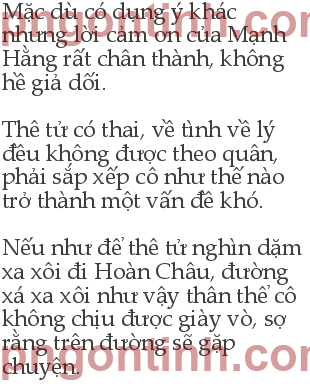 Mặc dù có dụng ý khác
nhưng lời cảm ơn của Mạnh
Hằng rất chân thành, không
hề giả dối.
Thê tử có thai, về tình về lý
đều không được theo quân,
phải sắp xếp cô như thế nào
trở thành một vấn đề khó.
Nếu như để thê tử nghìn dặm
xa xôi đi Hoàn Châu, đường
xá xa xôi như vậy thân thể cô
không chịu được giày vò, sợ
rằng trên đường sẽ gặp
chuyện.
pmgontinh.com
pmgontinh.com